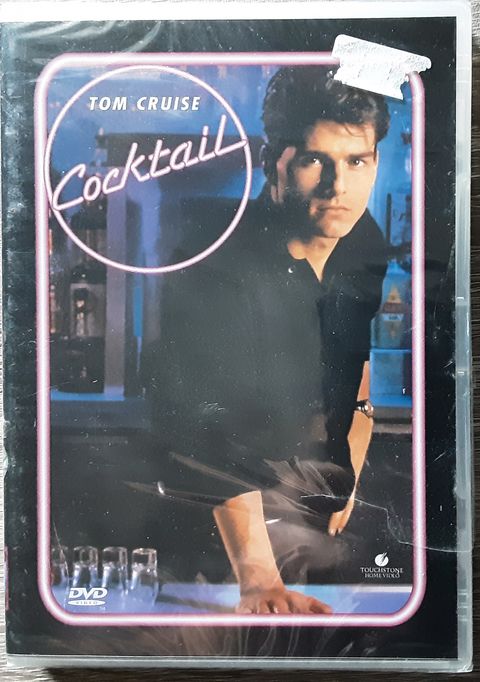 TOM CRUISE
Cocktail
TOUCHSTONE
HOME VIDEO
DVD
VIDEO